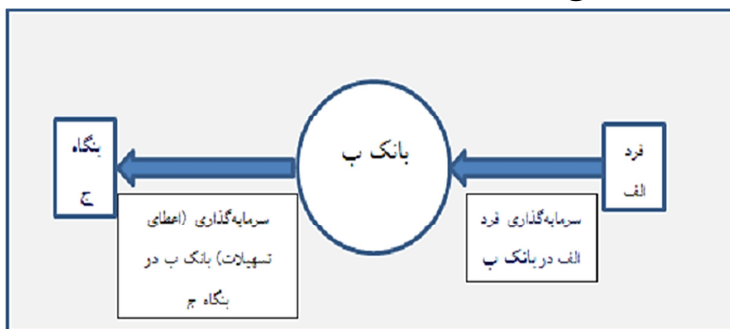 فرد
الف
سرمایه‌گذاری فرد
الف در بانک پ
بانک ب
سرمایه‌گذاری (اعطای
تسهیلات) بانک ب در
بنگاه ج
بنگاه
ج